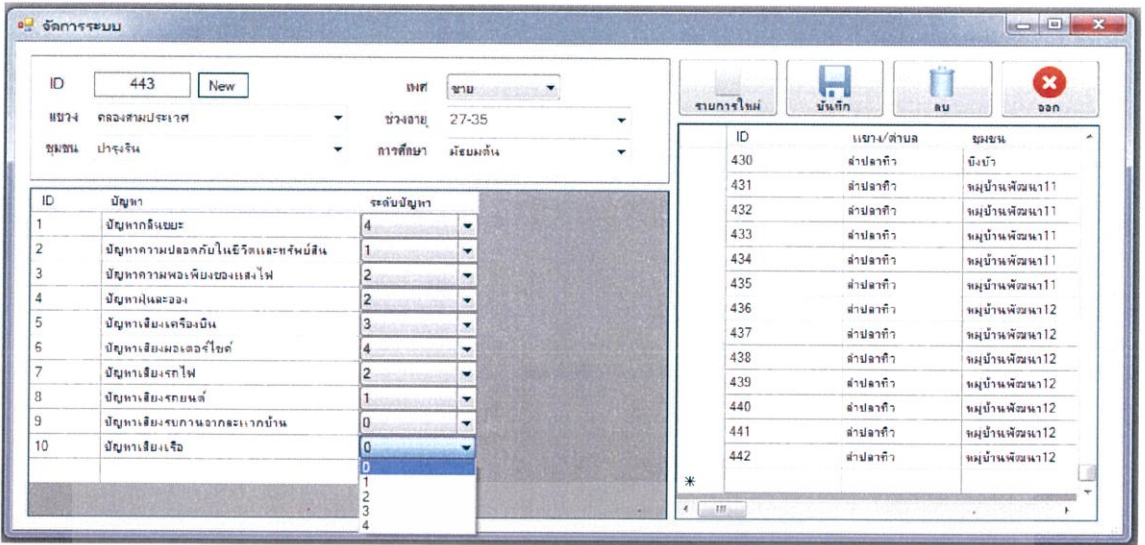 จัดการระบบ
ID 443 New เพศ ชาย
แขวง คลองสามประเวศ ช่วงอายุ 27-35
ชุมชน บำรุงรื่น การศึกษา มัธยมต้น
รายการใหม่ บันทึก ลบ ออก
ID ปัญหา ระดับปัญหา
1 ปัญหากลิ่นขยะ 4
2 ปัญหาความปลอดภัยในชีวิตและทรัพย์สิน 1
3 ปัญหาความพอเพียงของแสงไฟ 2
4 ปัญหาฝุ่นละออง 2
5 ปัญหาเสียงเครื่องบิน 3
6 ปัญหาเสียงมอเตอร์ไซค์ 4
7 ปัญหาเสียงรถไฟ 2
8 ปัญหาเสียงรถยนต์ 1
9 ปัญหาเสียงรบกวนจากละแวกบ้าน 0
10 ปัญหาเสียงเรือ 0
0
1
2
3
4
ID แขวง/ตำบล ชุมชน
430 ลำปลาทิว บึงบัว
431 ลำปลาทิว หมู่บ้านพัฒนา11
432 ลำปลาทิว หมู่บ้านพัฒนา11
433 ลำปลาทิว หมู่บ้านพัฒนา11
434 ลำปลาทิว หมู่บ้านพัฒนา11
435 ลำปลาทิว หมู่บ้านพัฒนา11
436 ลำปลาทิว หมู่บ้านพัฒนา12
437 ลำปลาทิว หมู่บ้านพัฒนา12
438 ลำปลาทิว หมู่บ้านพัฒนา12
439 ลำปลาทิว หมู่บ้านพัฒนา12
440 ลำปลาทิว หมู่บ้านพัฒนา12
441 ลำปลาทิว หมู่บ้านพัฒนา12
442 ลำปลาทิว หมู่บ้านพัฒนา12